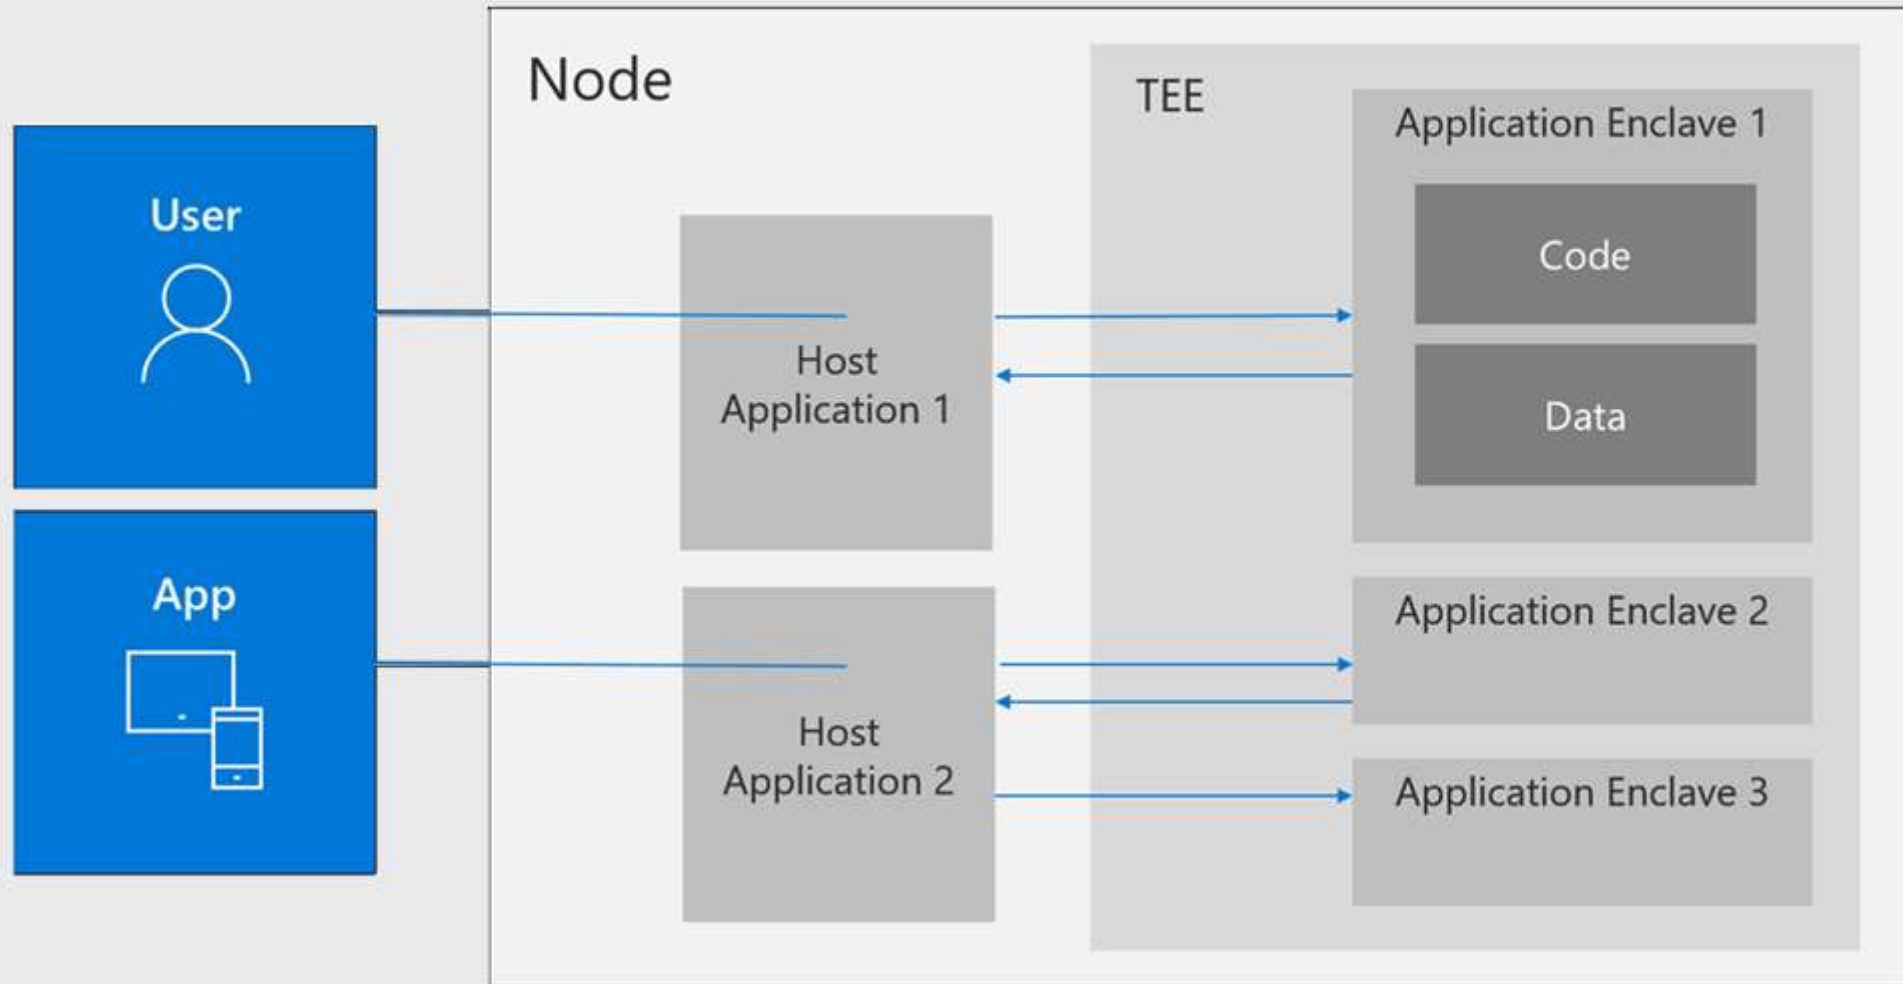 Node
TEE
User
App
Host
Application 1
Host
Application 2
Application Enclave 1
Code
Data
Application Enclave 2
Application Enclave 3